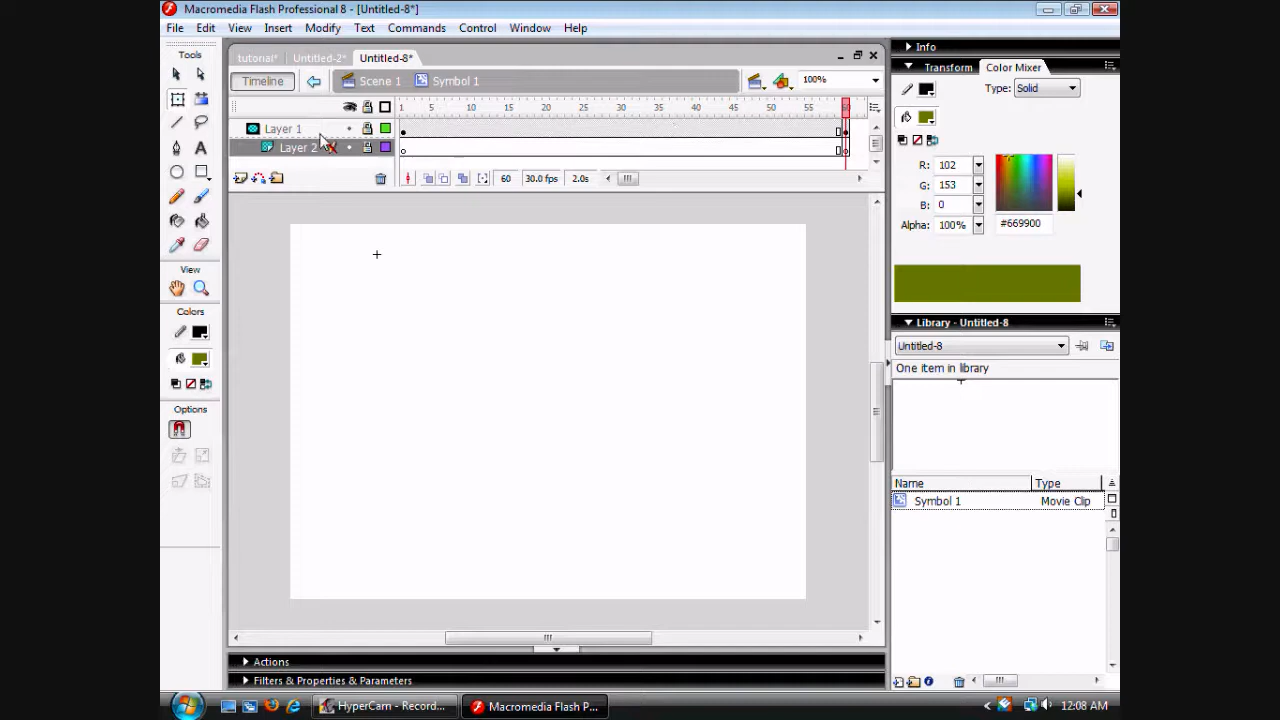 Macromedia Flash Professional 8 - [Untitled-8*]
File Edit View Insert Modify Text Commands Control Window Help
Tools
tutorial* Untitled-2* Untitled-8*
Timeline Scene 1 Symbol 1 100%
1 5 10 15 20 25 30 35 40 45 50 55 60
Layer 1
Layer 2
60 30.0 fps 2.0s
View
Colors
Options
Info
Transform Color Mixer
Type: Solid
R: 102
G: 153
B: 0
Alpha: 100% #669900
Library - Untitled-8
Untitled-8
One item in library
Name Type
Symbol 1 Movie Clip
Actions
Filters & Properties & Parameters
HyperCam - Record... Macromedia Flash P... 12:08 AM